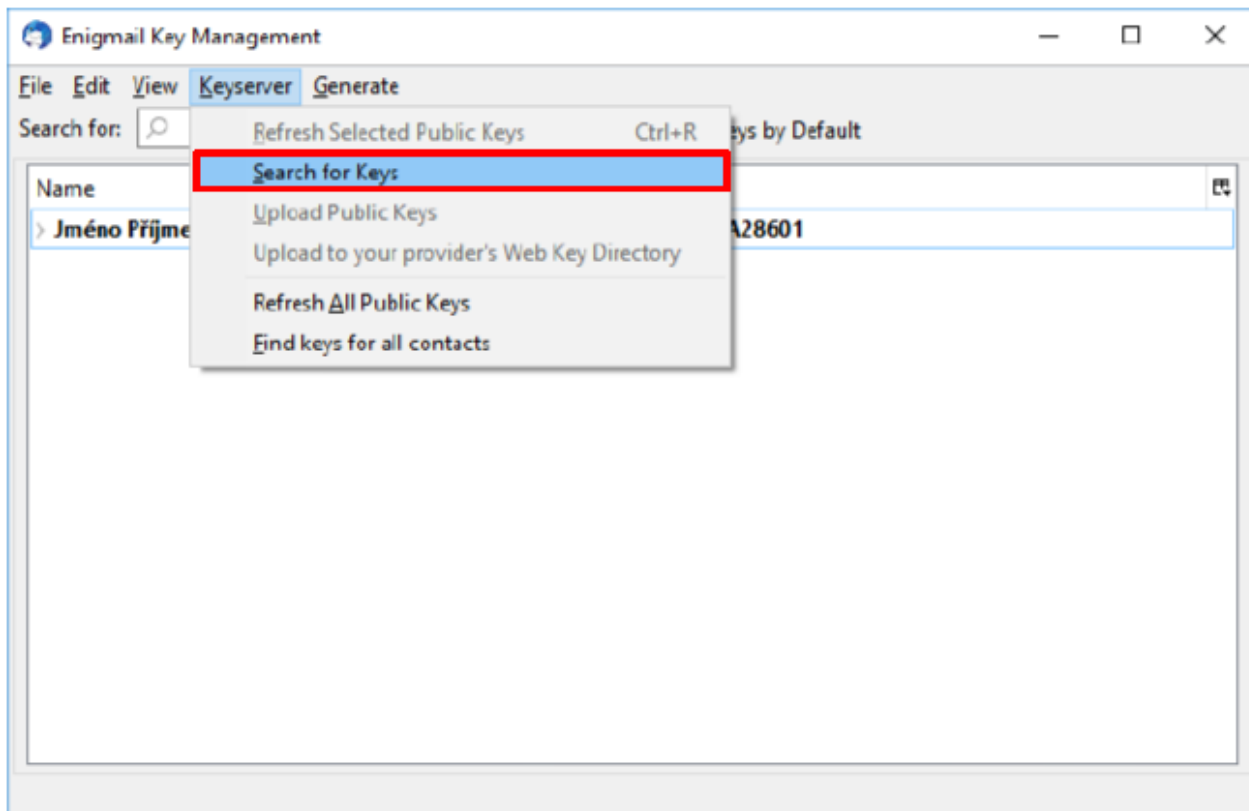 Enigmail Key Management
File Edit View Keyserver Generate
Search for: eys by Default
Refresh Selected Public Keys Ctrl+R
Search for Keys
Name
Upload Public Keys
Jméno Příjme A28601
Upload to your provider's Web Key Directory
Refresh All Public Keys
Find keys for all contacts